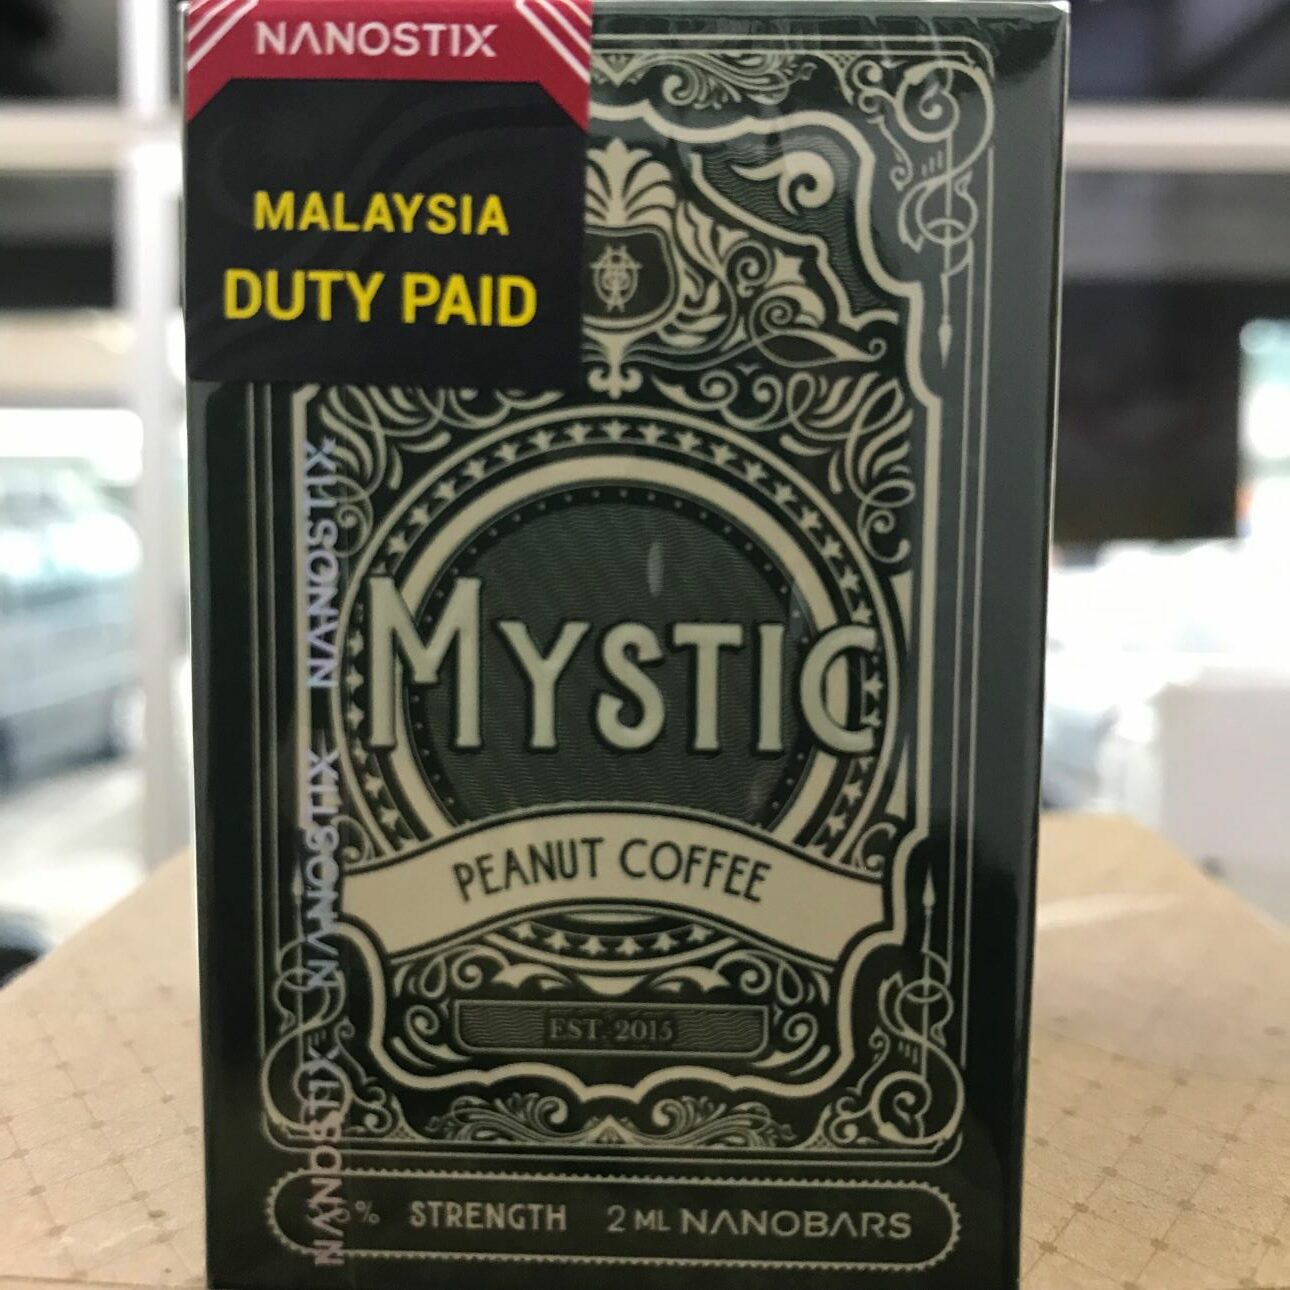 NANOSTIX
MALAYSIA
DUTY PAID
MYSTIC
PEANUT COFFEE
EST. 2015
% STRENGTH 2 ML NANOBARS
NANOSTIX NANOSTIX NANOSTIX